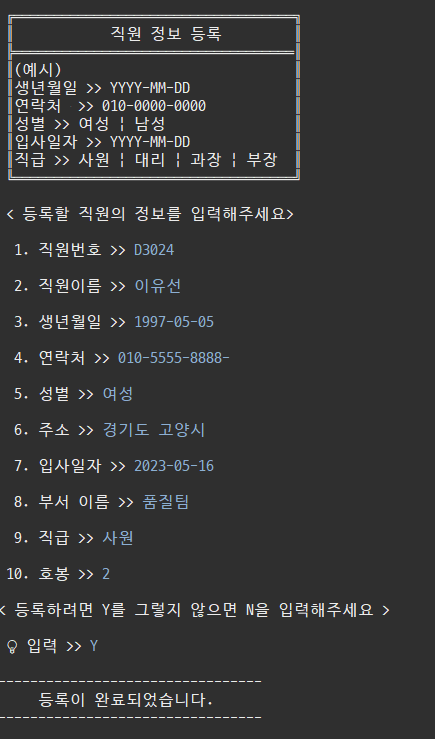 직원 정보 등록
(예시)
생년월일 >> YYYY-MM-DD
연락처 >> 010-0000-0000
성별 >> 여성 ¦ 남성
입사일자 >> YYYY-MM-DD
직급 >> 사원 ¦ 대리 ¦ 과장 ¦ 부장
< 등록할 직원의 정보를 입력해주세요>
1. 직원번호 >> D3024
2. 직원이름 >> 이유선
3. 생년월일 >> 1997-05-05
4. 연락처 >> 010-5555-8888-
5. 성별 >> 여성
6. 주소 >> 경기도 고양시
7. 입사일자 >> 2023-05-16
8. 부서 이름 >> 품질팀
9. 직급 >> 사원
10. 호봉 >> 2
< 등록하려면 Y를 그렇지 않으면 N을 입력해주세요 >
💡 입력 >> Y
---------------------------------
등록이 완료되었습니다.
---------------------------------